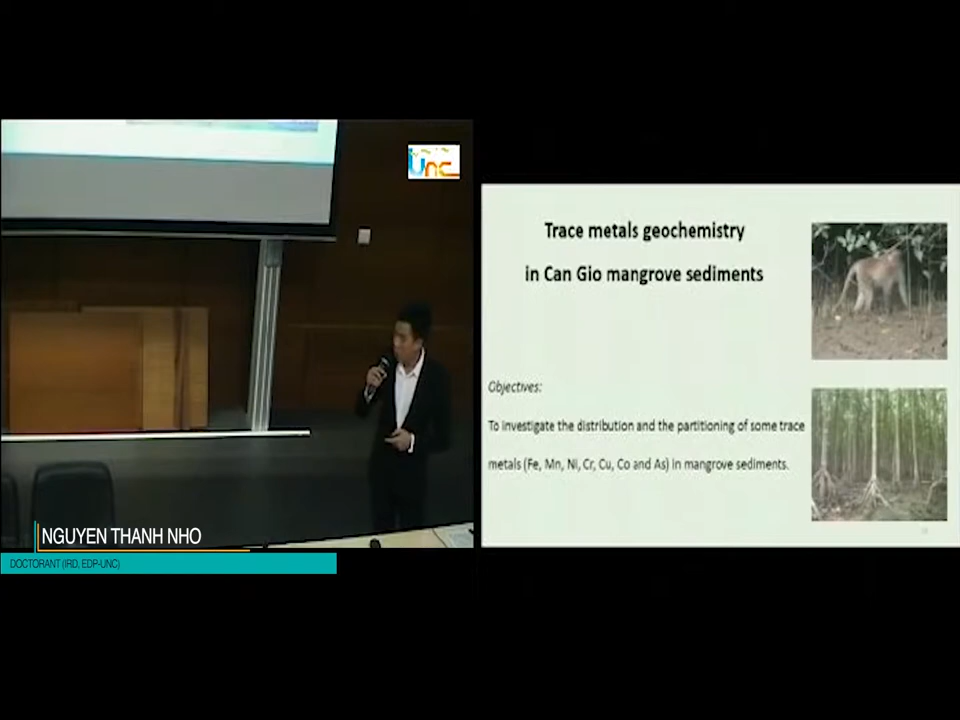 Unc
NGUYEN THANH NHO
DOCTORANT (IRD, EDP-UNC)
Trace metals geochemistry
in Can Gio mangrove sediments
Objectives:
To investigate the distribution and the partitioning of some trace
metals (Fe, Mn, Ni, Cr, Cu, Co and As) in mangrove sediments.